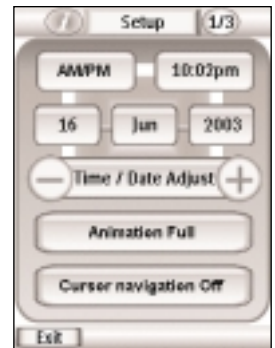 i Setup 1/3
AM/PM 10:02pm
16 Jun 2003
− Time / Date Adjust +
Animation Full
Curser navigation Off
Exit